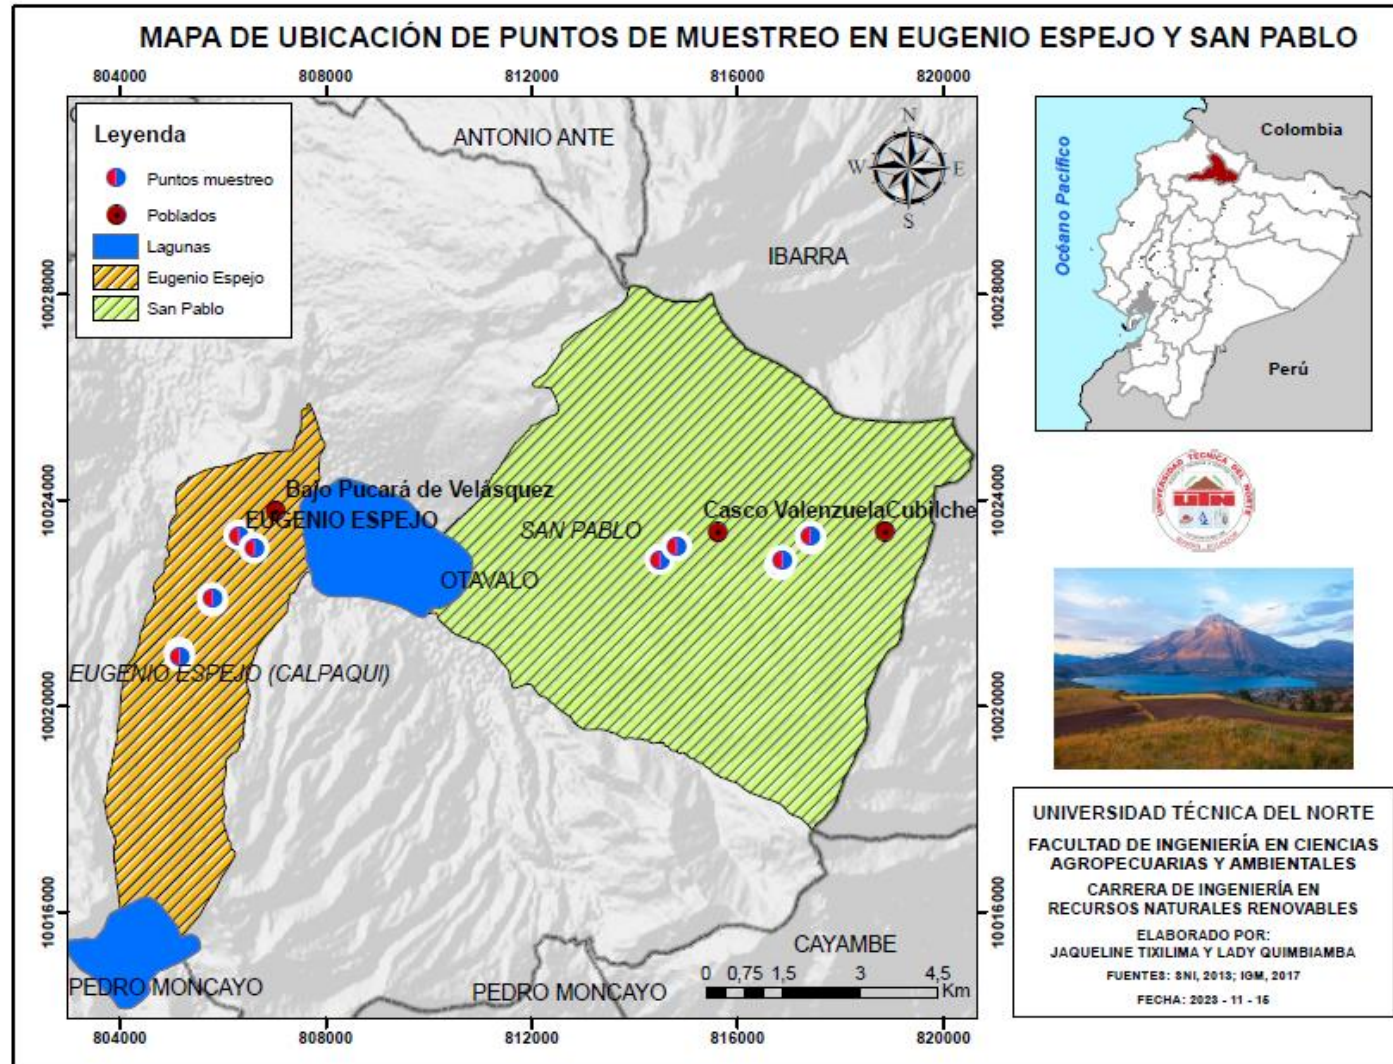 MAPA DE UBICACIÓN DE PUNTOS DE MUESTREO EN EUGENIO ESPEJO Y SAN PABLO
804000 808000 812000 816000 820000
Leyenda
Puntos muestreo
Poblados
Lagunas
Eugenio Espejo
San Pablo
ANTONIO ANTE
N
W E
S
IBARRA
10028000 10028000
10024000 10024000
10020000 10020000
10016000 10016000
Bajo Pucará de Velásquez
EUGENIO ESPEJO
SAN PABLO
Casco Valenzuela
Cubilche
OTAVALO
EUGENIO ESPEJO (CALPAQUI)
CAYAMBE
PEDRO MONCAYO
PEDRO MONCAYO
0 0,75 1,5 3 4,5
Km
804000 808000 812000 816000 820000
Océano Pacífico
Colombia
Perú
UNIVERSIDAD TÉCNICA DEL NORTE
UTN
UNIVERSIDAD TÉCNICA DEL NORTE
FACULTAD DE INGENIERÍA EN CIENCIAS
AGROPECUARIAS Y AMBIENTALES
CARRERA DE INGENIERÍA EN
RECURSOS NATURALES RENOVABLES
ELABORADO POR:
JAQUELINE TIXILIMA Y LADY QUIMBIAMBA
FUENTES: SNI, 2013; IGM, 2017
FECHA: 2023 - 11 - 15